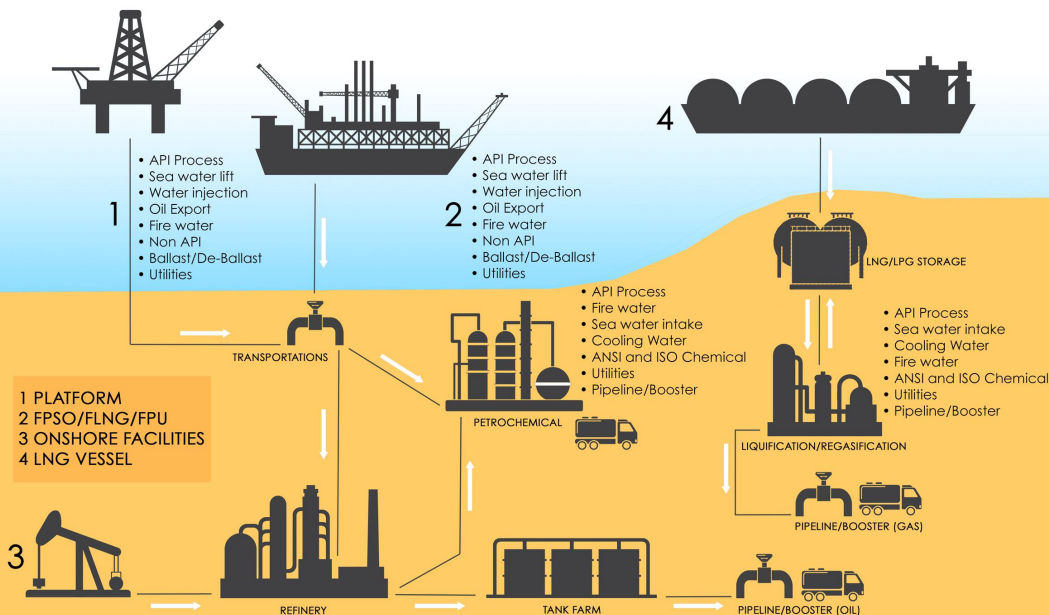 1
• API Process
• Sea water lift
• Water injection
• Oil Export
• Fire water
• Non API
• Ballast/De-Ballast
• Utilities
2
• API Process
• Sea water lift
• Water injection
• Oil Export
• Fire water
• Non API
• Ballast/De-Ballast
• Utilities
4
LNG/LPG STORAGE
TRANSPORTATIONS
• API Process
• Fire water
• Sea water intake
• Cooling Water
• ANSI and ISO Chemical
• Utilities
• Pipeline/Booster
PETROCHEMICAL
• API Process
• Sea water intake
• Cooling Water
• Fire water
• ANSI and ISO Chemical
• Utilities
• Pipeline/Booster
LIQUIFICATION/REGASIFICATION
1 PLATFORM
2 FPSO/FLNG/FPU
3 ONSHORE FACILITIES
4 LNG VESSEL
PIPELINE/BOOSTER (GAS)
3
REFINERY
TANK FARM
PIPELINE/BOOSTER (OIL)